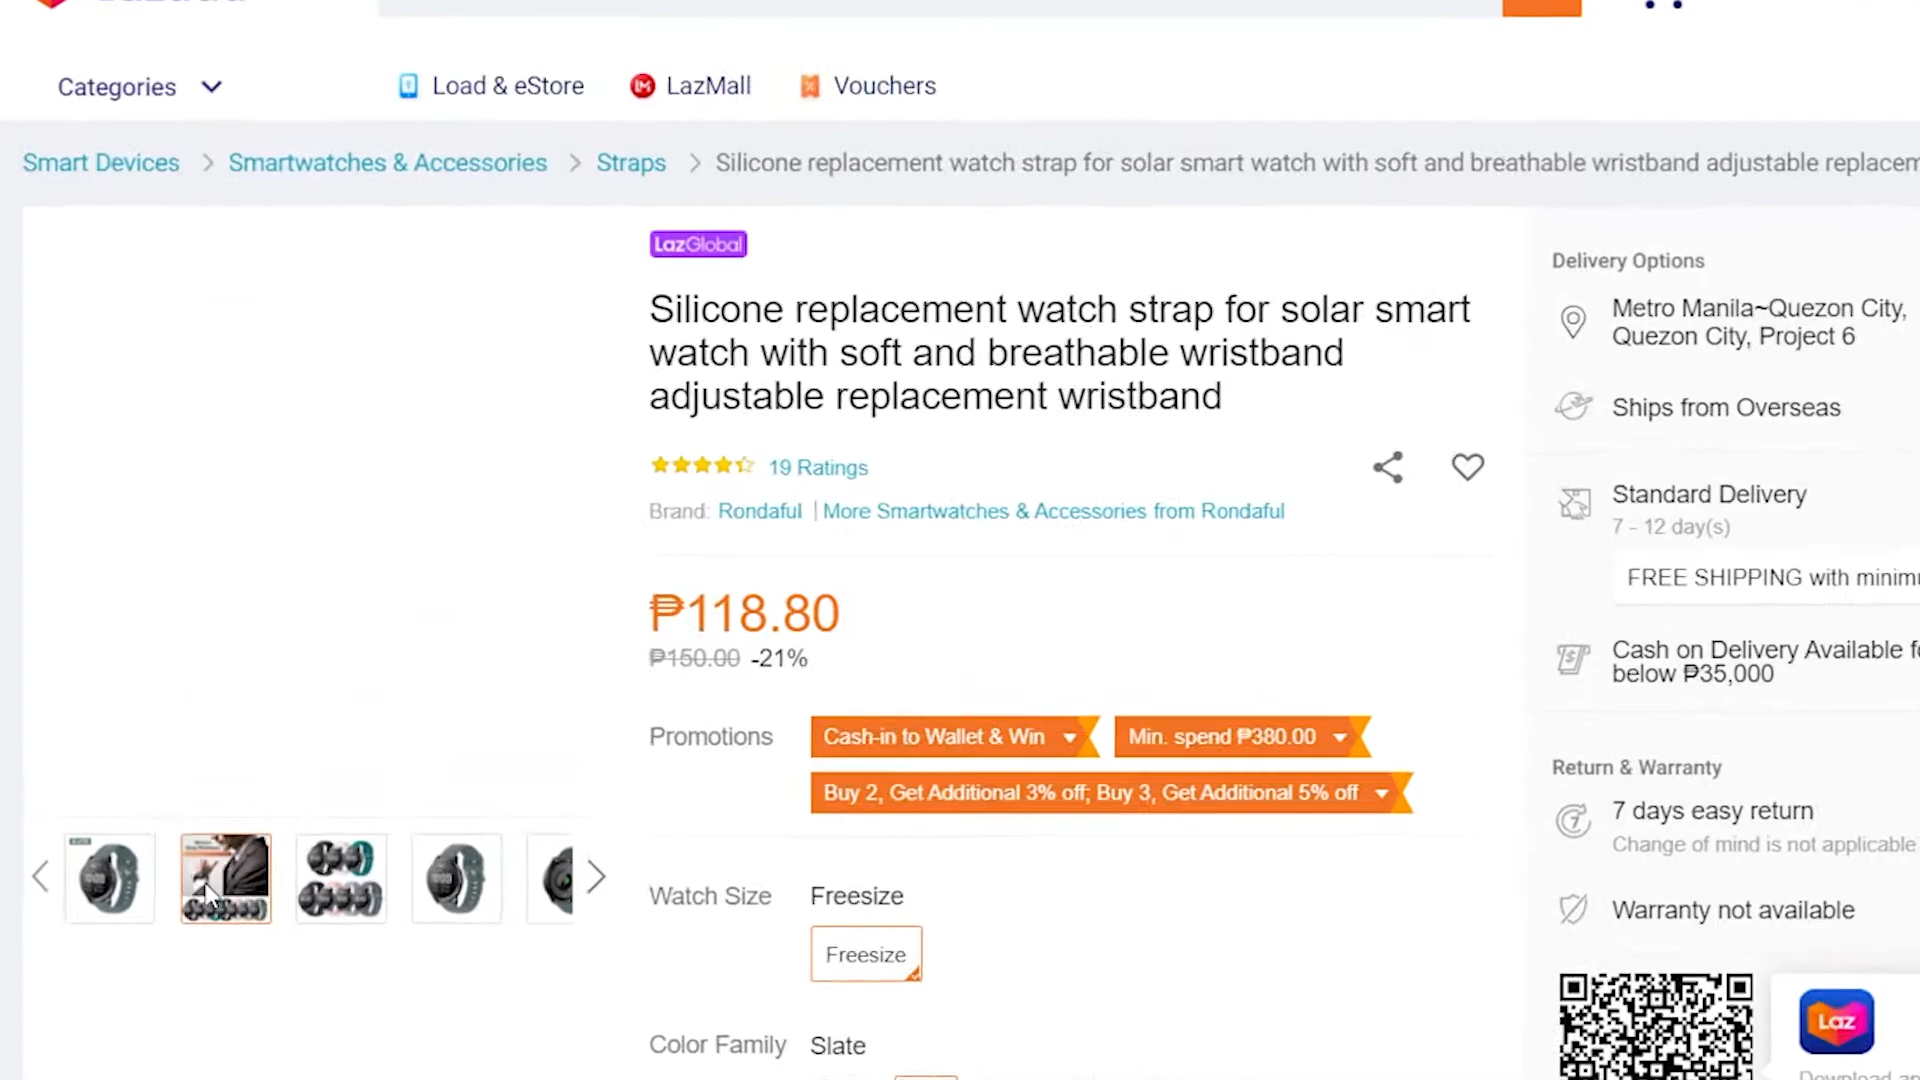 Categories
Load & eStore
LazMall
Vouchers
Smart Devices > Smartwatches & Accessories > Straps > Silicone replacement watch strap for solar smart watch with soft and breathable wristband adjustable replacem
LazGlobal
Silicone replacement watch strap for solar smart
watch with soft and breathable wristband
adjustable replacement wristband
19 Ratings
Brand: Rondaful | More Smartwatches & Accessories from Rondaful
₱118.80
₱150.00 -21%
Promotions
Cash-in to Wallet & Win
Min. spend ₱380.00
Buy 2, Get Additional 3% off; Buy 3, Get Additional 5% off
Watch Size
Freesize
Freesize
Color Family
Slate
Delivery Options
Metro Manila~Quezon City,
Quezon City, Project 6
Ships from Overseas
Standard Delivery
7 - 12 day(s)
FREE SHIPPING with minimu
Cash on Delivery Available fo
below ₱35,000
Return & Warranty
7 days easy return
Change of mind is not applicable
Warranty not available
Laz